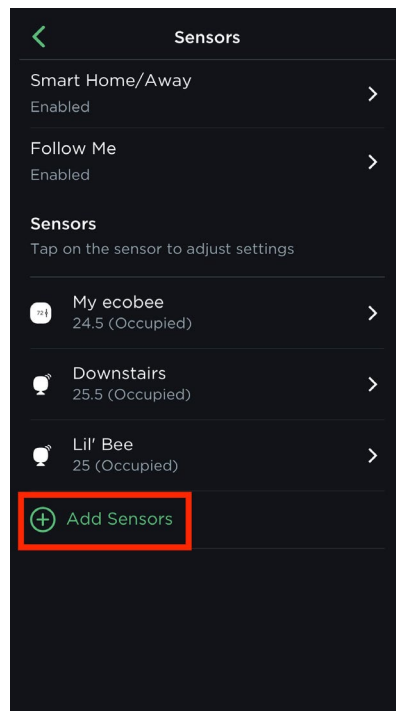 Sensors
Smart Home/Away
Enabled
Follow Me
Enabled
Sensors
Tap on the sensor to adjust settings
72
My ecobee
24.5 (Occupied)
Downstairs
25.5 (Occupied)
Lil' Bee
25 (Occupied)
Add Sensors